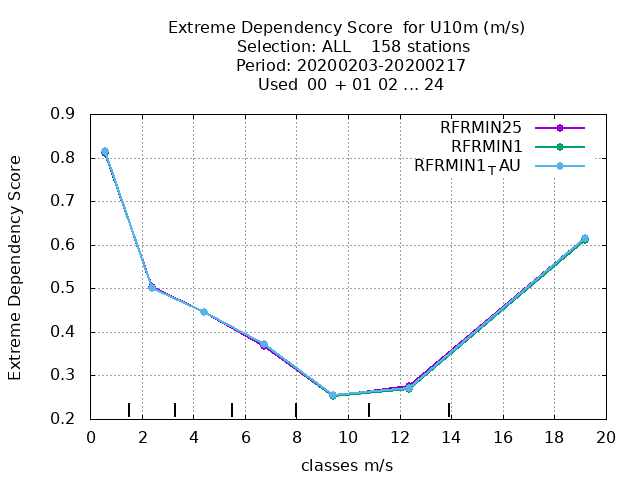 Extreme Dependency Score  for U10m (m/s)
Selection: ALL    158 stations
Period: 20200203-20200217
Used  00  + 01 02 ... 24
0.9
0.8
0.7
0.6
0.5
0.4
0.3
0.2
Extreme Dependency Score
RFRMIN25
RFRMIN1
RFRMIN1TAU
0 2 4 6 8 10 12 14 16 18 20
classes m/s